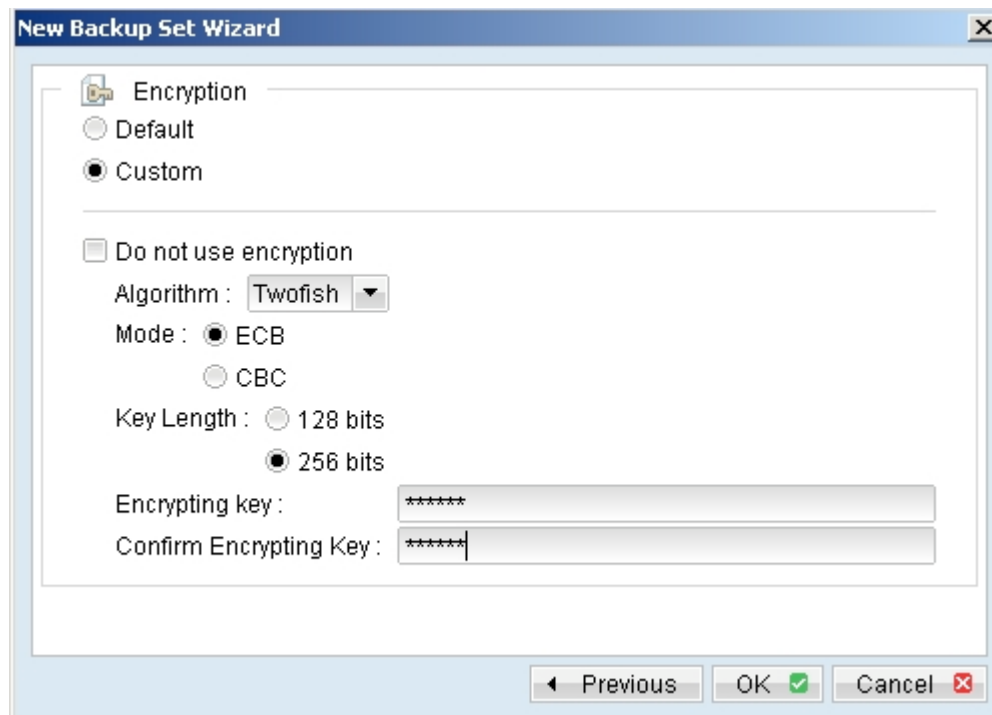 New Backup Set Wizard
Encryption
Default
Custom
Do not use encryption
Algorithm : Twofish
Mode : ECB
CBC
Key Length : 128 bits
256 bits
Encrypting key : ******
Confirm Encrypting Key : ******
Previous OK Cancel